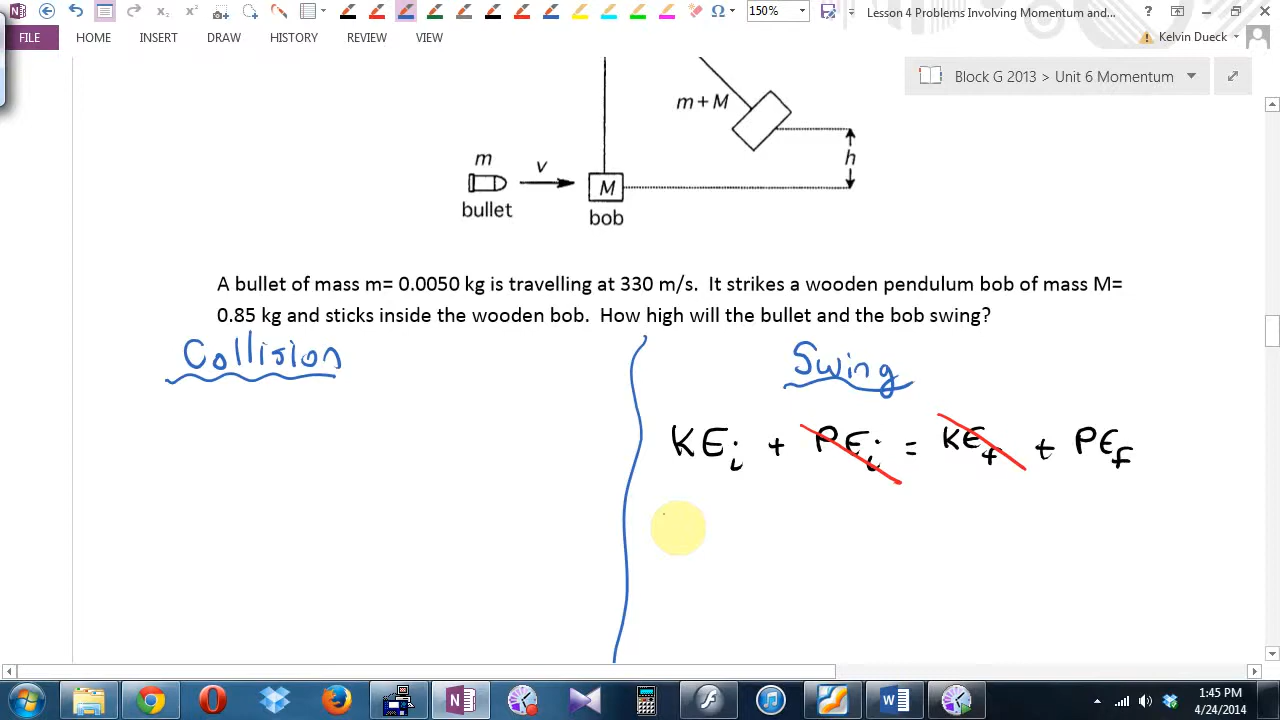 150%
Lesson 4 Problems Involving Momentum and...
?
FILE HOME INSERT DRAW HISTORY REVIEW VIEW
Kelvin Dueck
Block G 2013 > Unit 6 Momentum
m + M
h
m
v
M
bullet
bob
A bullet of mass m= 0.0050 kg is travelling at 330 m/s. It strikes a wooden pendulum bob of mass M=
0.85 kg and sticks inside the wooden bob. How high will the bullet and the bob swing?
Collision
Swing
KEi + PEi = KEf + PEf
1:45 PM
4/24/2014